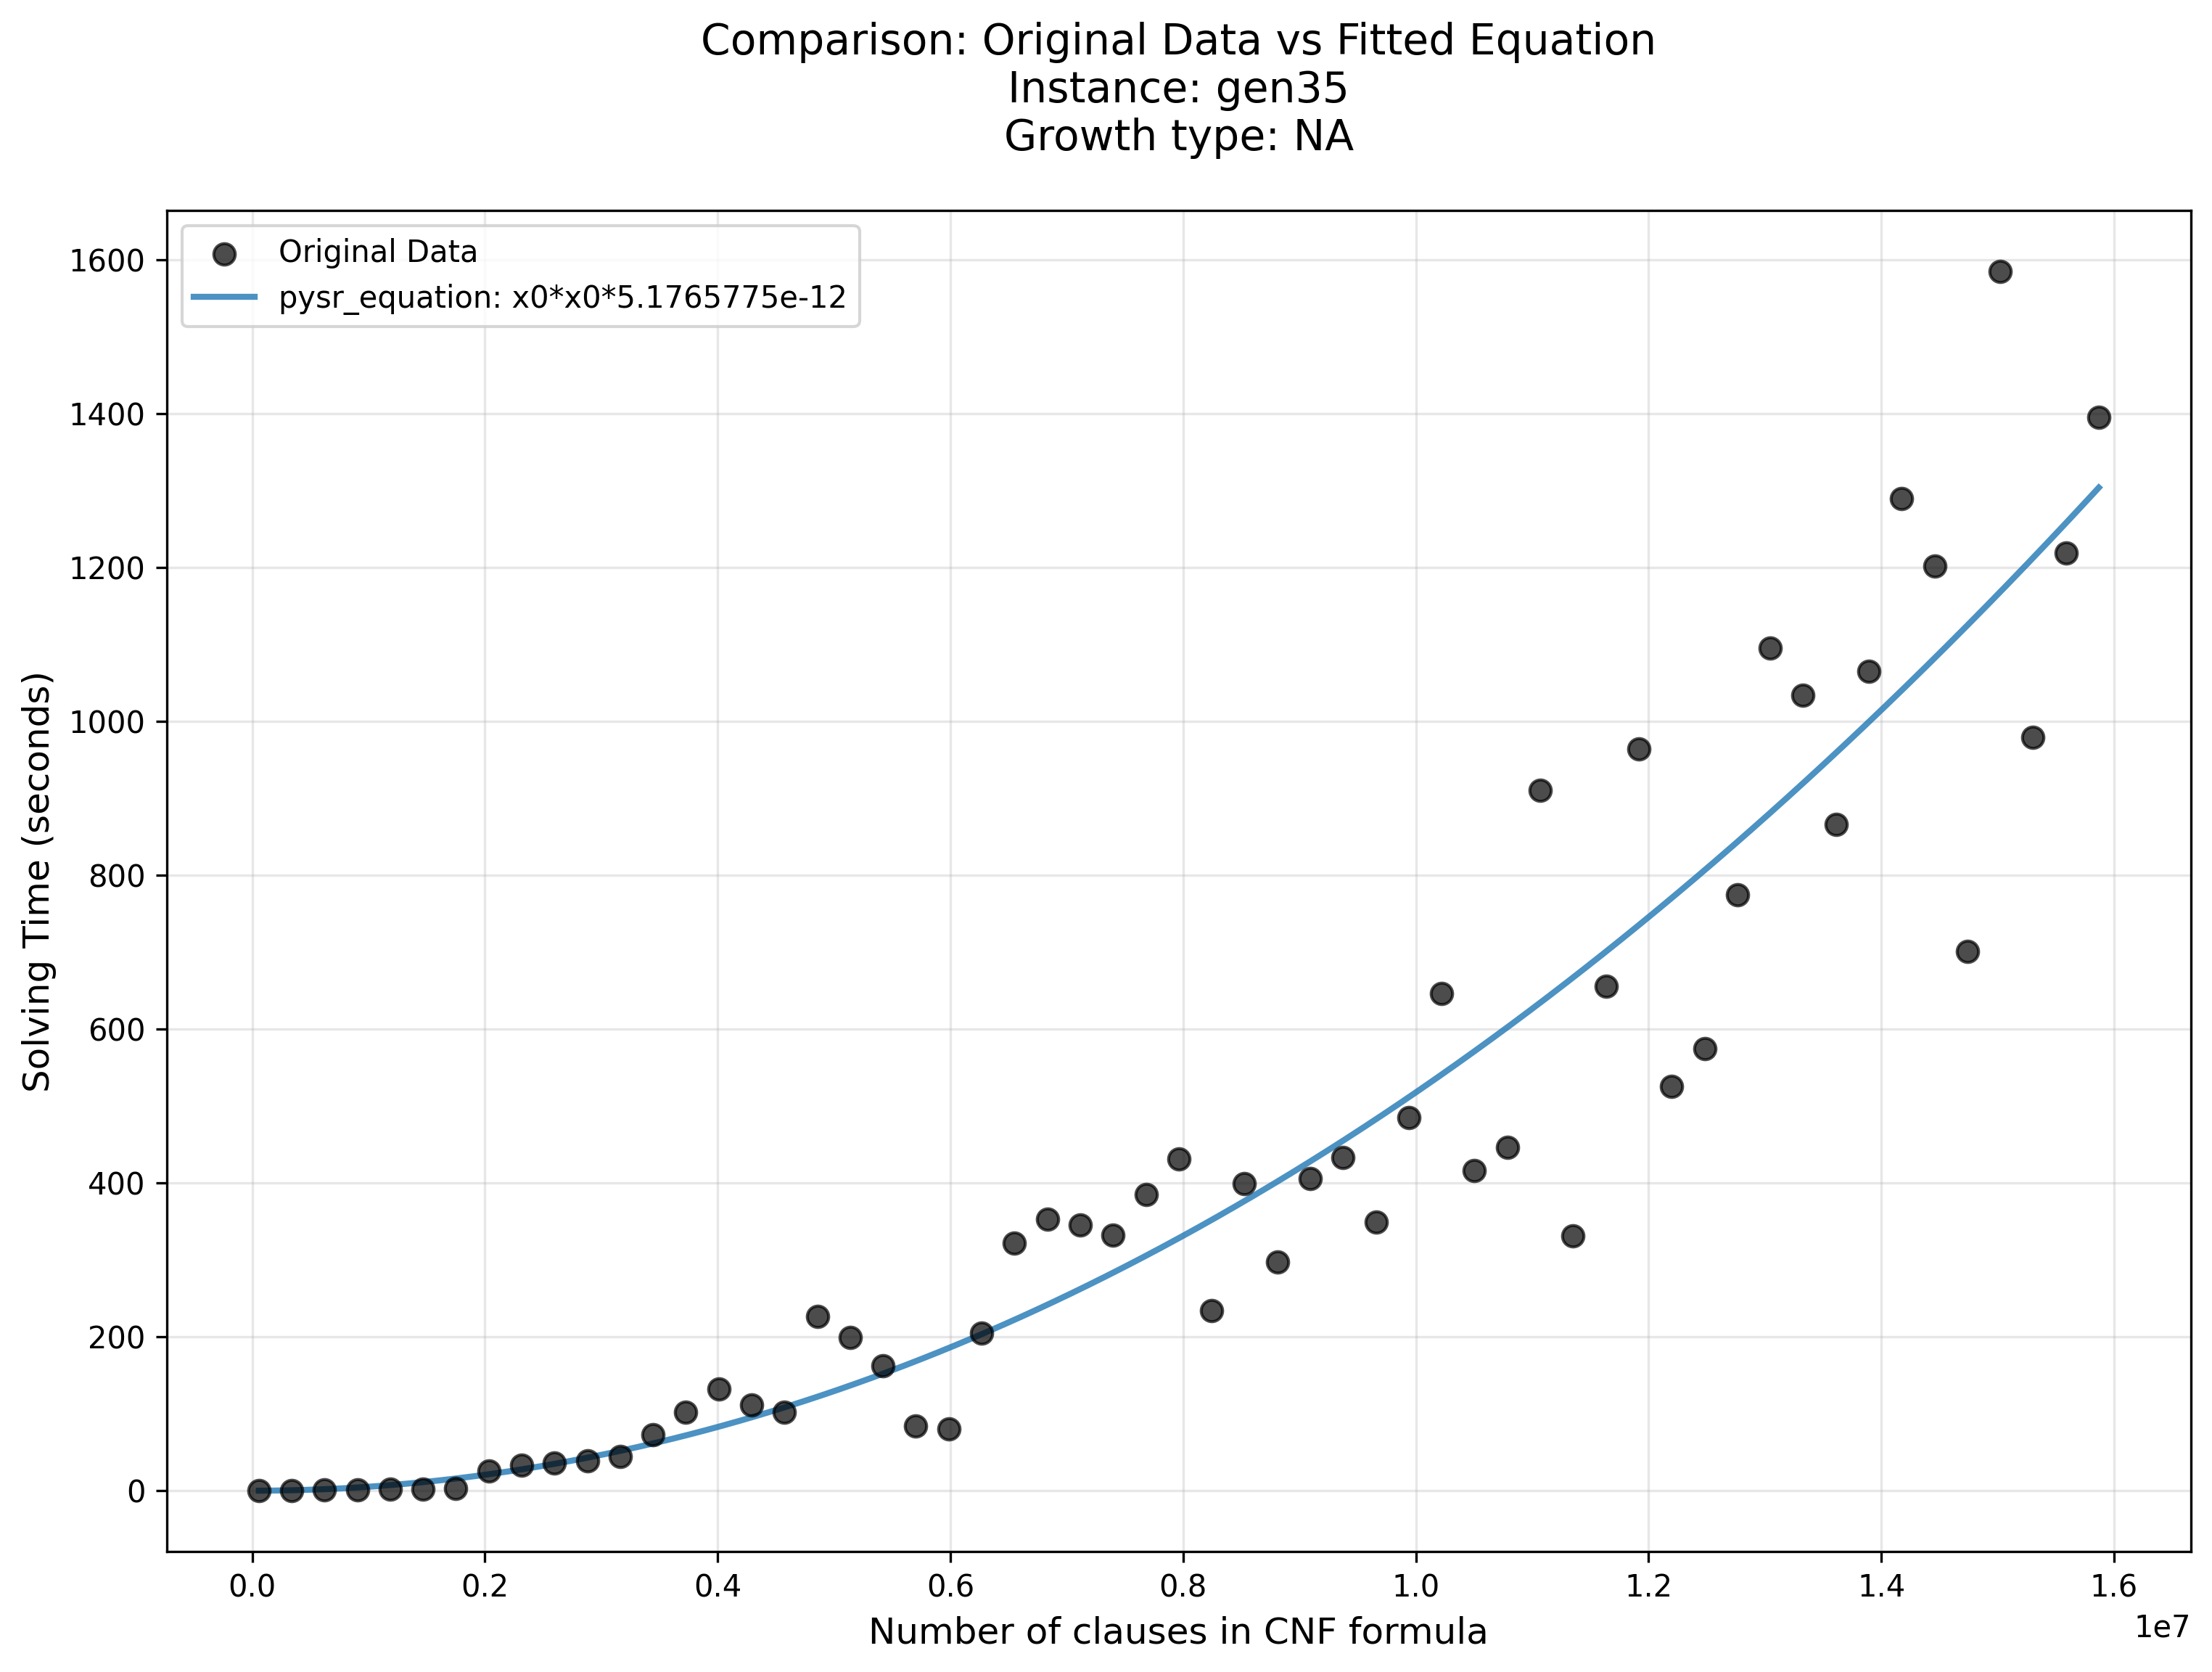 Comparison: Original Data vs Fitted Equation
Instance: gen35
Growth type: NA
Original Data
pysr_equation: x0*x0*5.1765775e-12
1600
1400
1200
1000
800
600
400
200
0
Solving Time (seconds)
0.0 0.2 0.4 0.6 0.8 1.0 1.2 1.4 1.6
1e7
Number of clauses in CNF formula